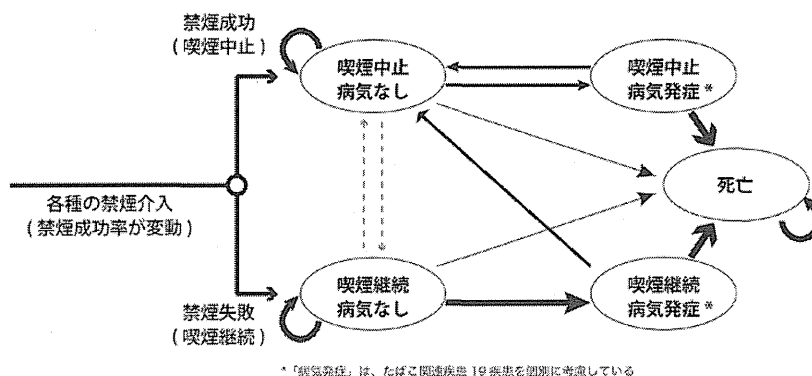 禁煙成功
(喫煙中止)
喫煙中止
病気なし
喫煙中止
病気発症*
各種の禁煙介入
(禁煙成功率が変動)
死亡
禁煙失敗
(喫煙継続)
喫煙継続
病気なし
喫煙継続
病気発症*
*「病気発症」は、たばこ関連疾患 19 疾患を個別に考慮している